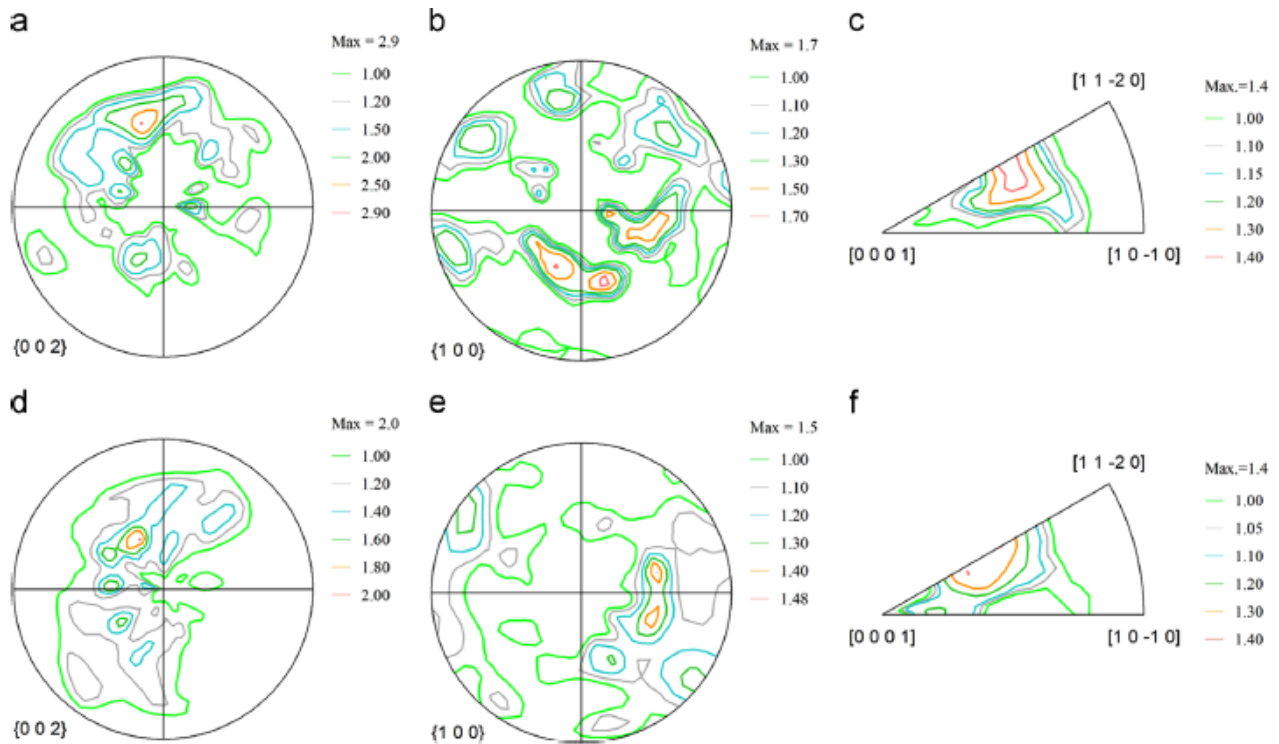 a
Max = 2.9
1.00
1.20
1.50
2.00
2.50
2.90
{0 0 2}
b
Max = 1.7
1.00
1.10
1.20
1.30
1.50
1.70
{1 0 0}
c
[1 1 -2 0]
Max.=1.4
1.00
1.10
1.15
1.20
1.30
1.40
[0 0 0 1]
[1 0 -1 0]
d
Max = 2.0
1.00
1.20
1.40
1.60
1.80
2.00
{0 0 2}
e
Max = 1.5
1.00
1.10
1.20
1.30
1.40
1.48
{1 0 0}
f
[1 1 -2 0]
Max.=1.4
1.00
1.05
1.10
1.20
1.30
1.40
[0 0 0 1]
[1 0 -1 0]